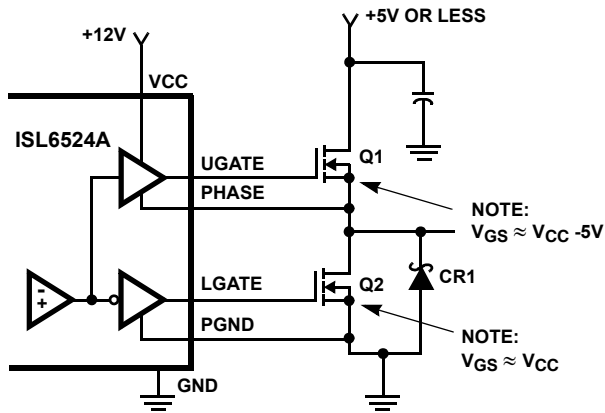 +5V OR LESS
+12V
VCC
ISL6524A
UGATE
Q1
PHASE
NOTE:
VGS ≈ VCC -5V
- +
LGATE
Q2
CR1
PGND
NOTE:
VGS ≈ VCC
GND